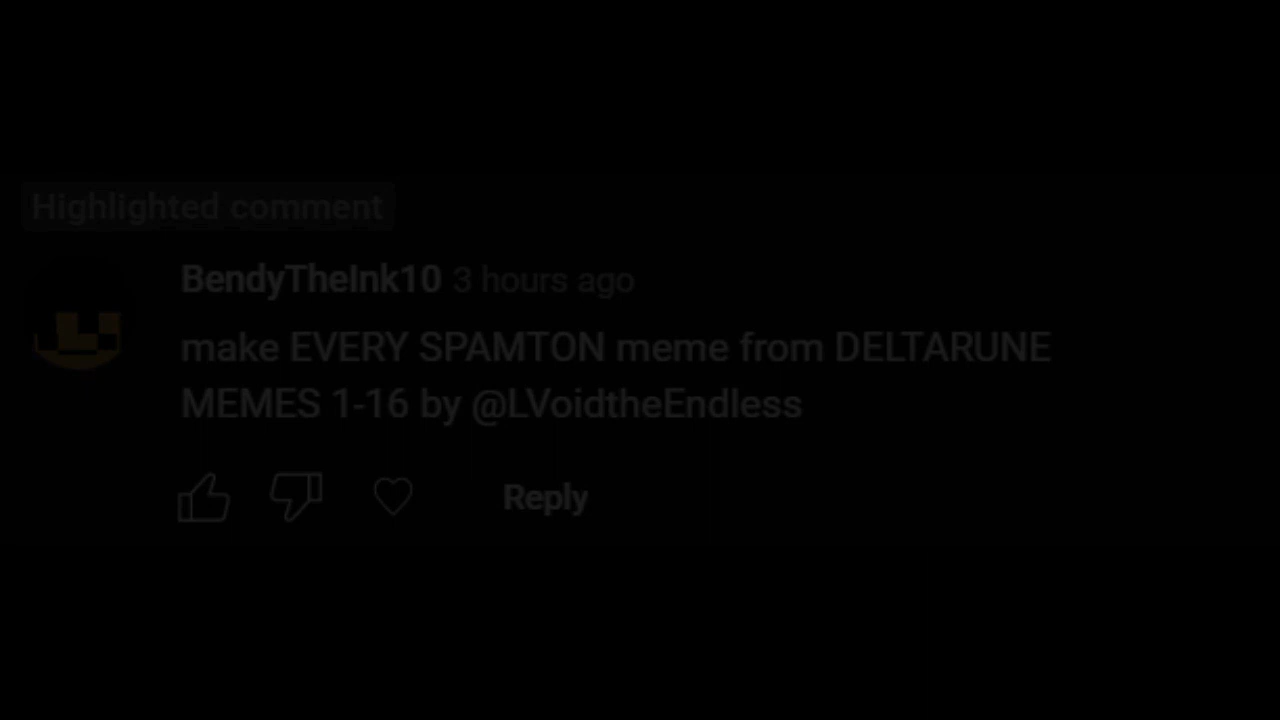 Highlighted comment
BendyTheInk10 3 hours ago
make EVERY SPAMTON meme from DELTARUNE
MEMES 1-16 by @LVoidtheEndless
Reply